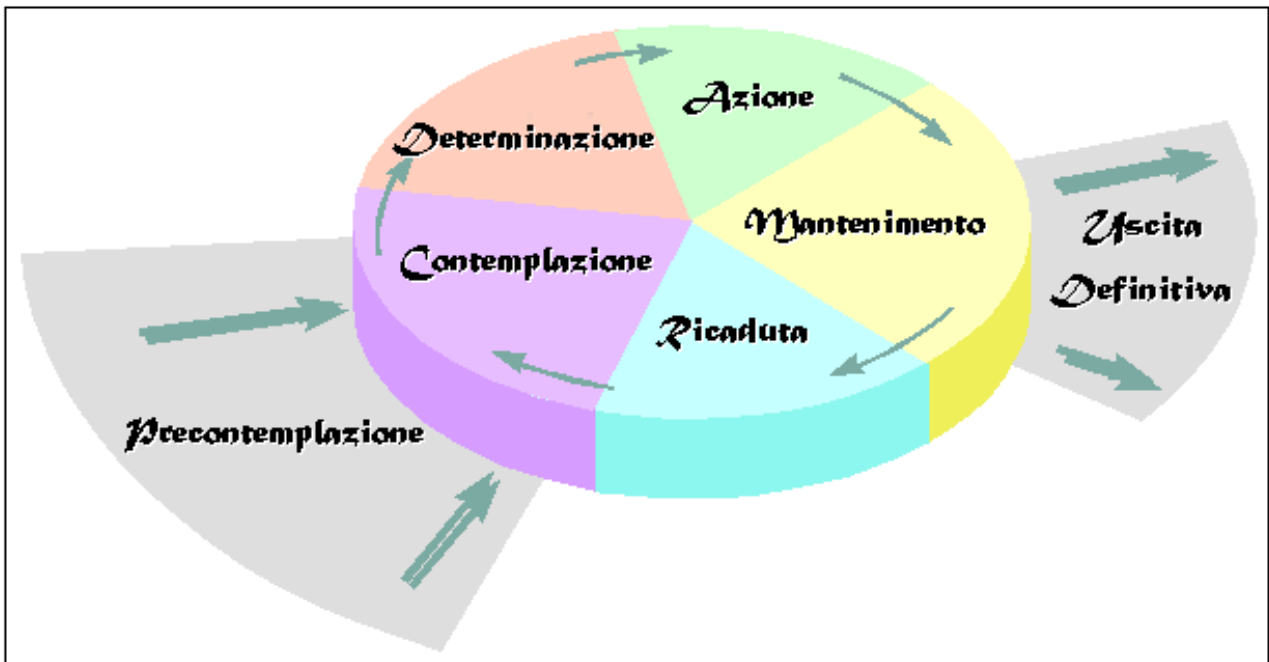 Azione
Determinazione
Mantenimento
Uscita
Definitiva
Contemplazione
Ricaduta
Precontemplazione